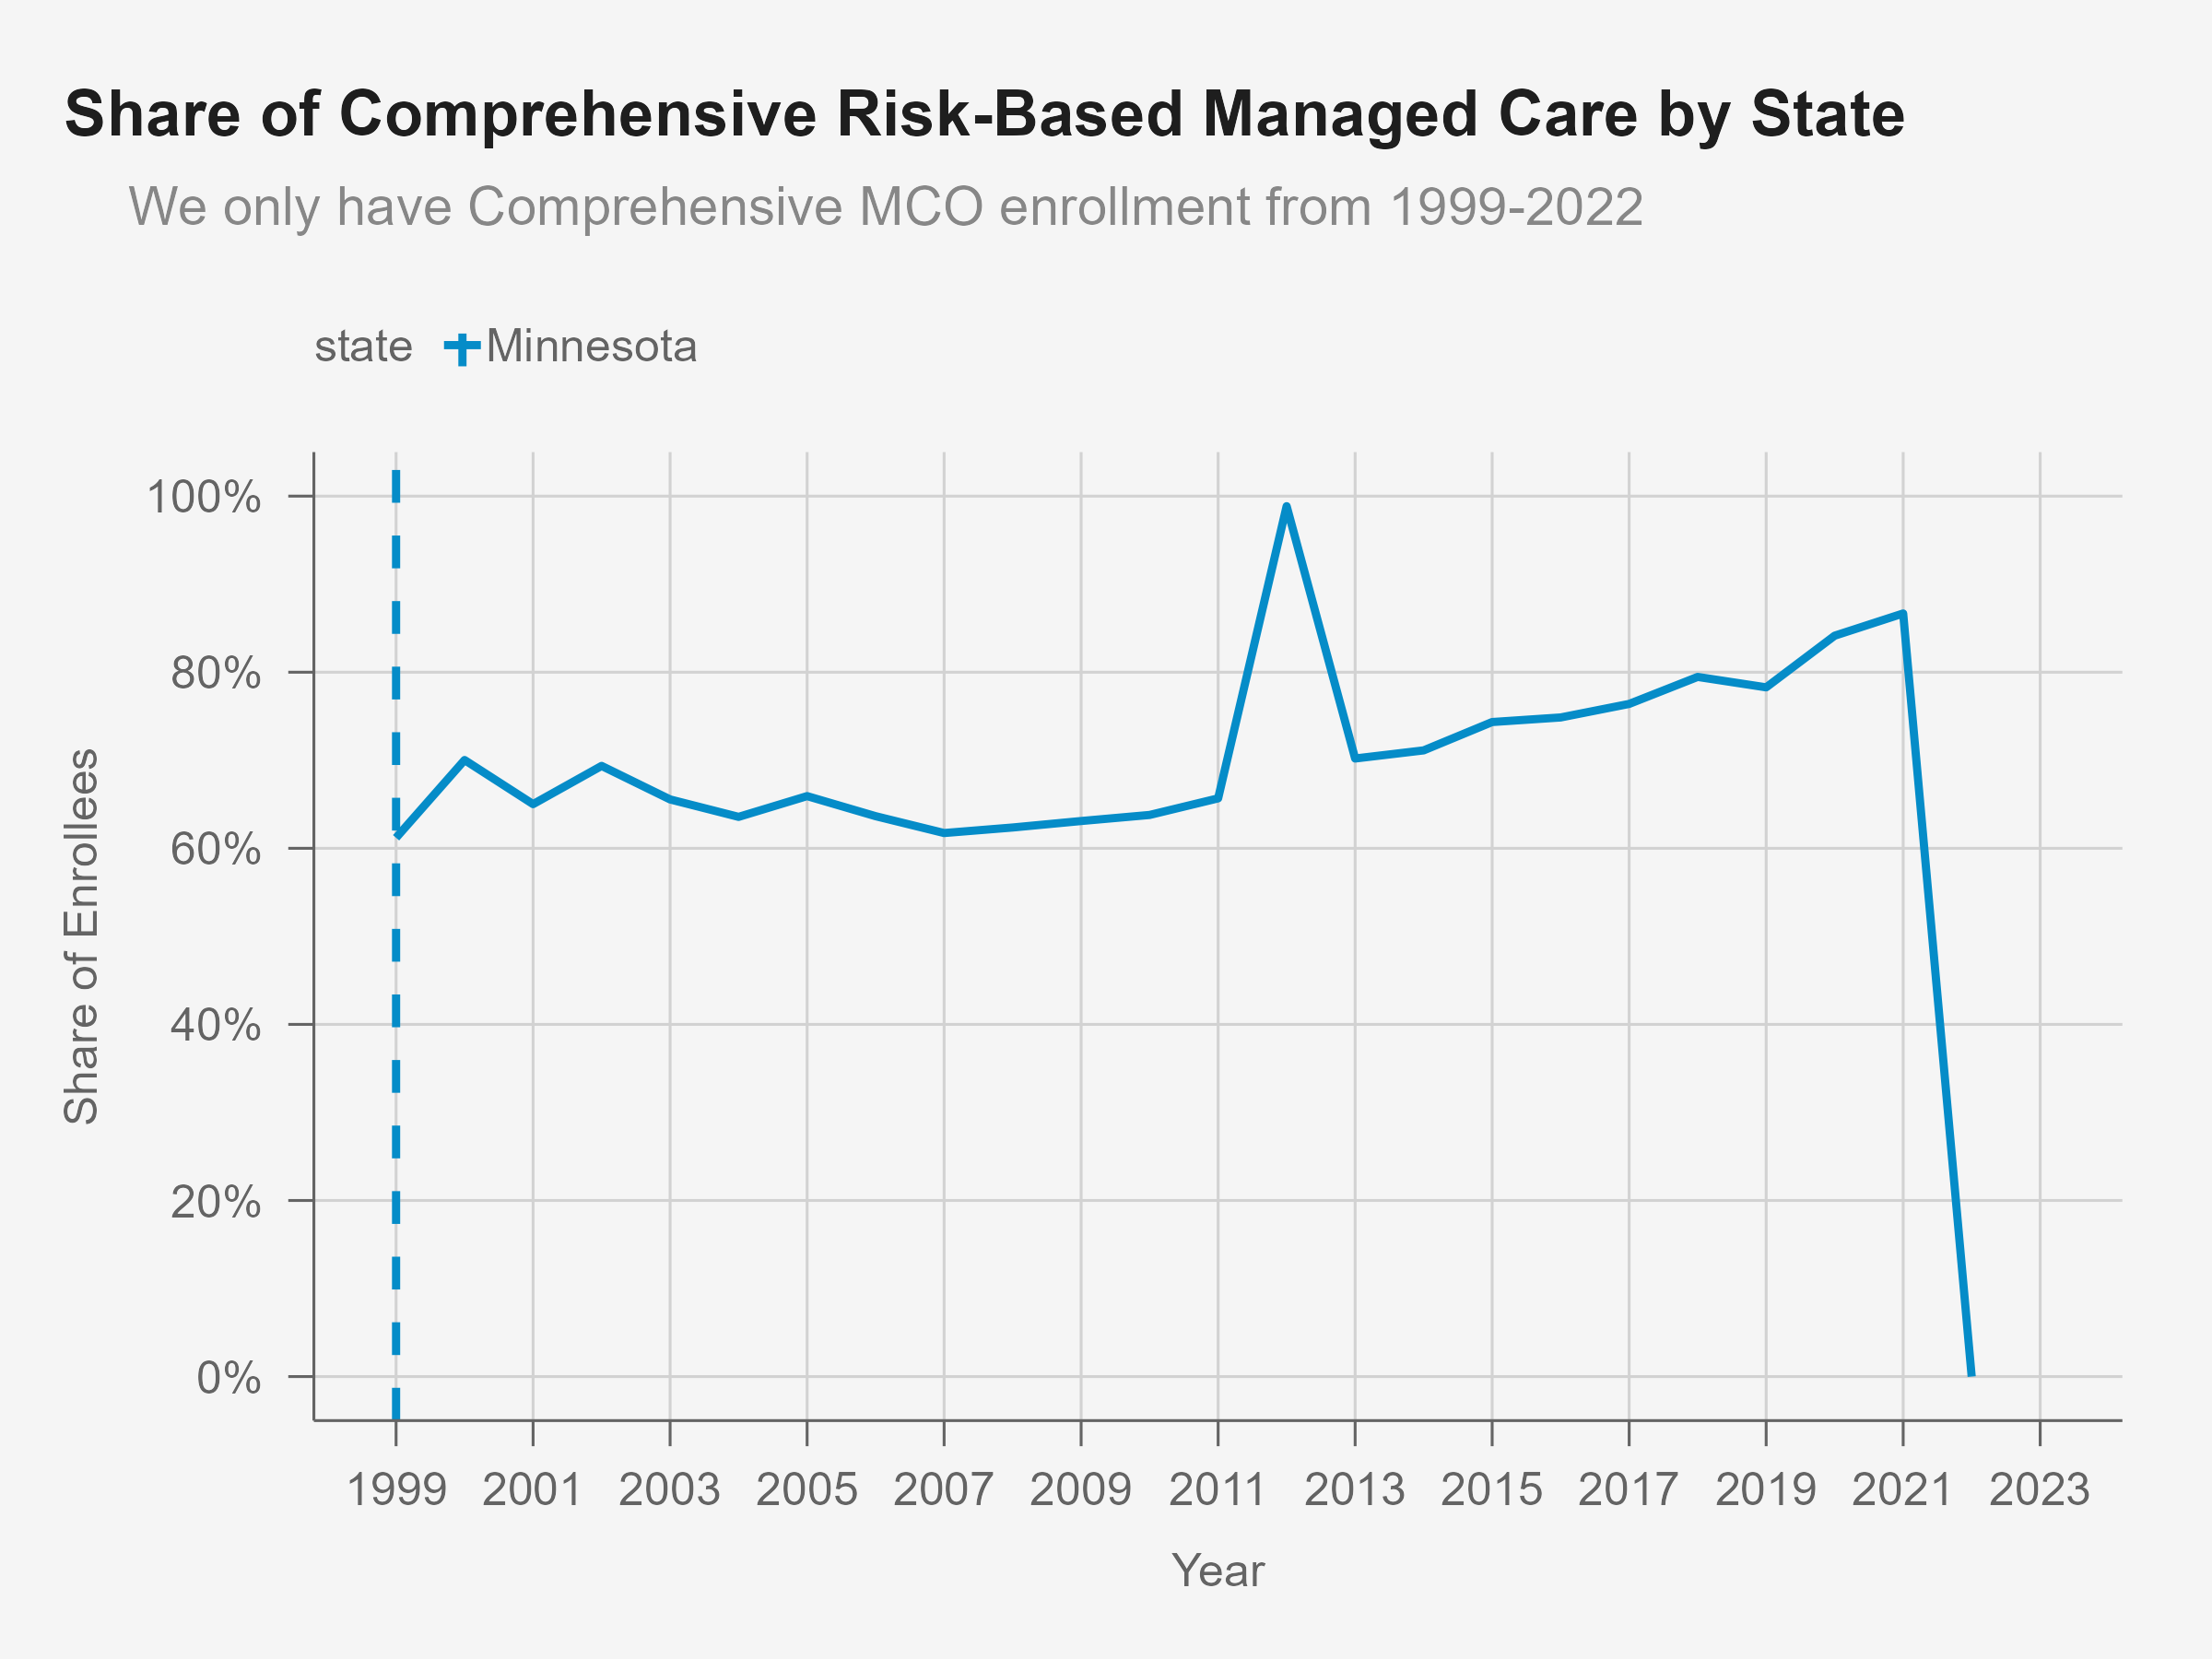 Share of Comprehensive Risk-Based Managed Care by State
We only have Comprehensive MCO enrollment from 1999-2022
state Minnesota
Share of Enrollees
100%
80%
60%
40%
20%
0%
1999 2001 2003 2005 2007 2009 2011 2013 2015 2017 2019 2021 2023
Year